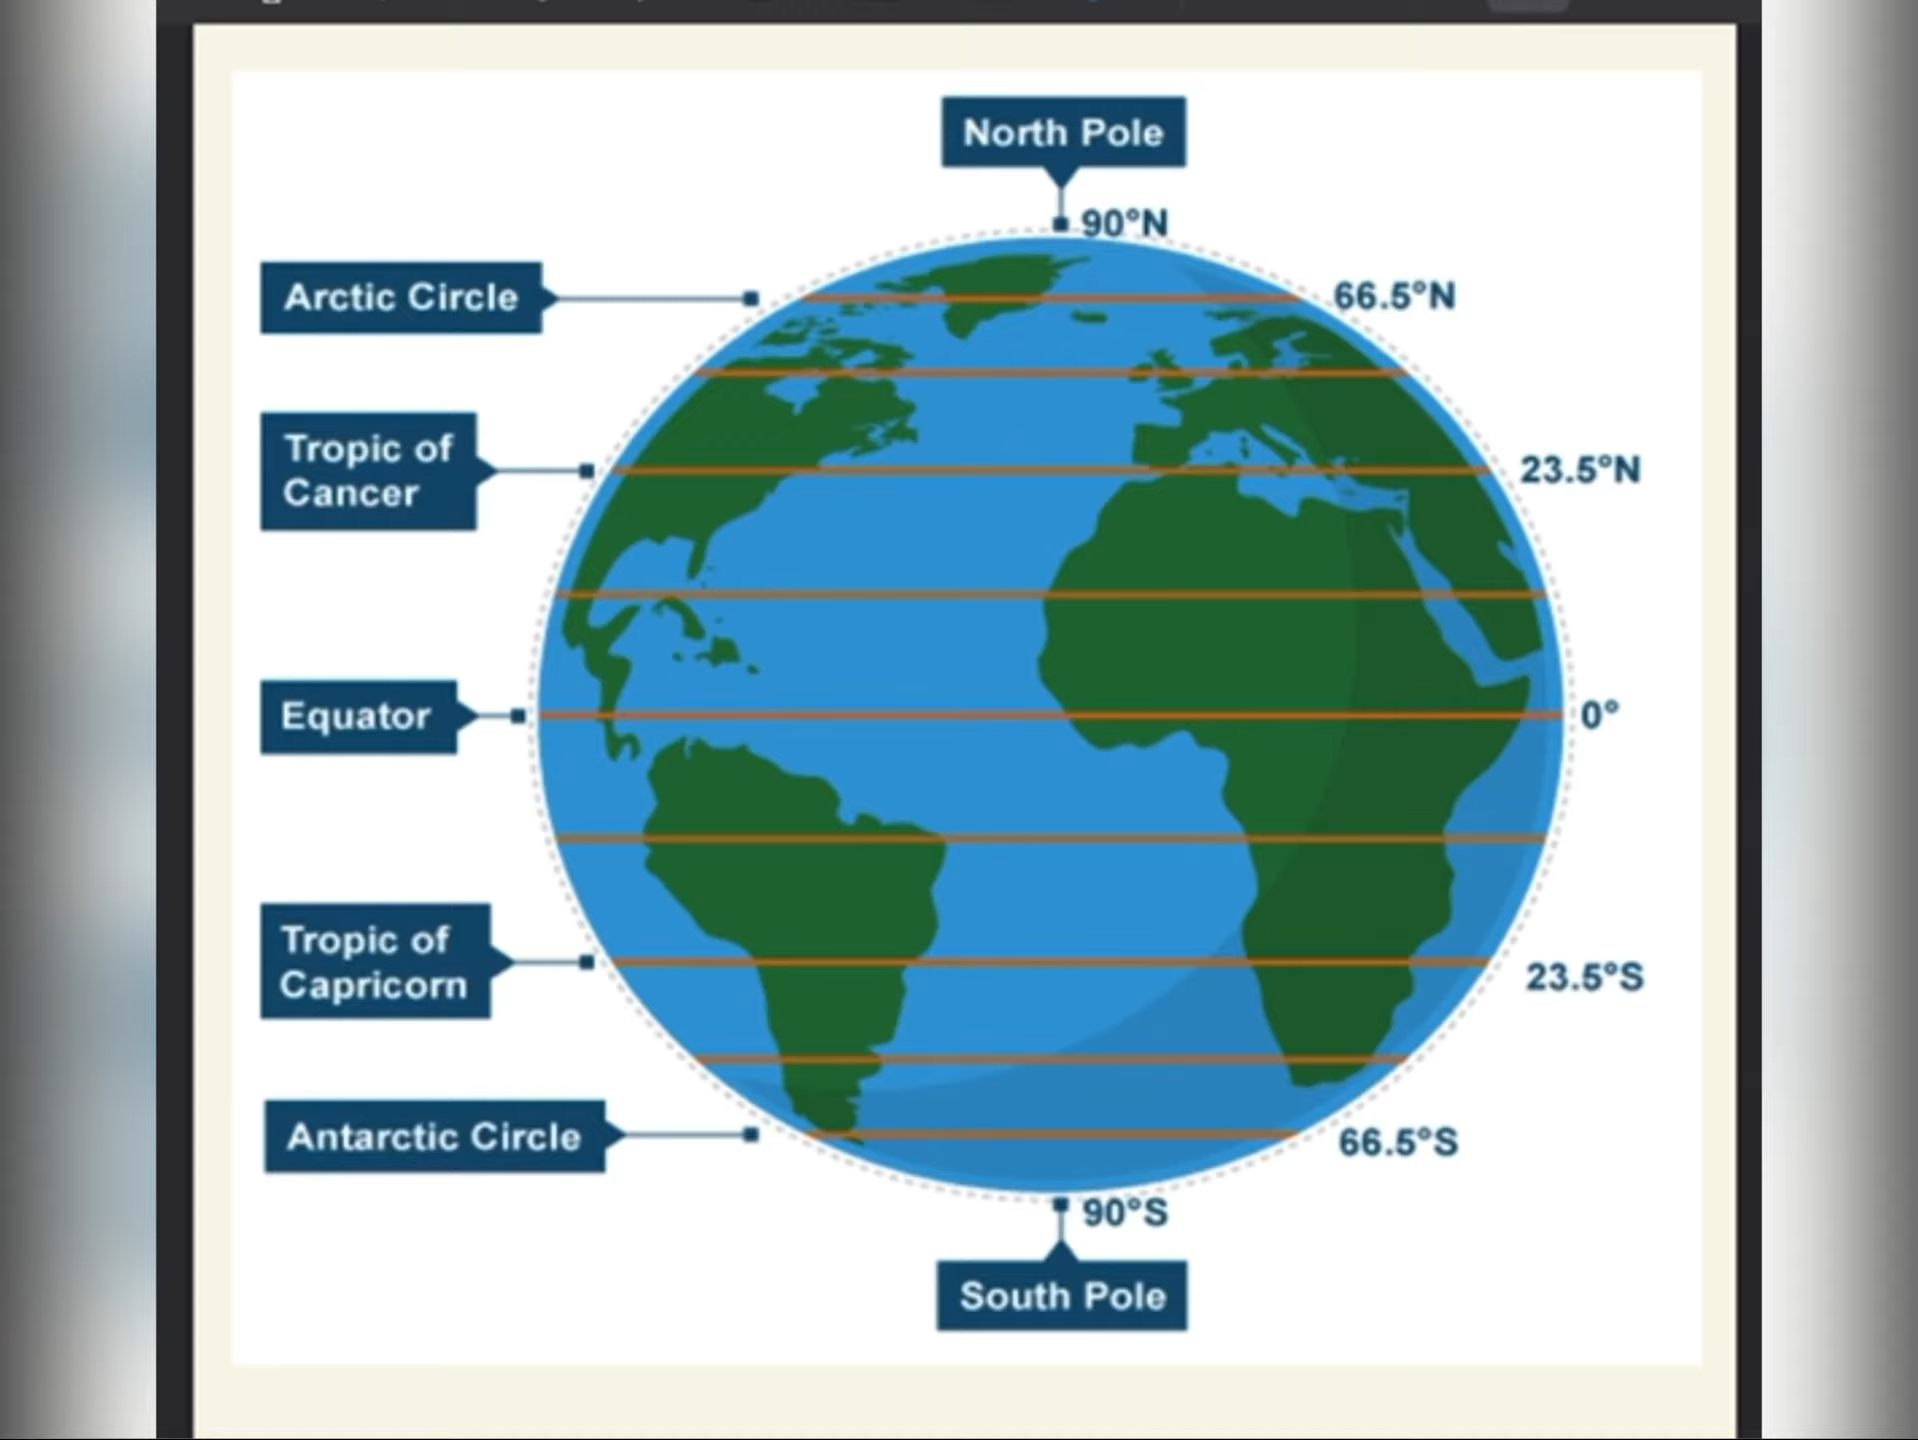 North Pole
90°N
Arctic Circle
66.5°N
Tropic of
Cancer
23.5°N
Equator
0°
Tropic of
Capricorn
23.5°S
Antarctic Circle
66.5°S
90°S
South Pole